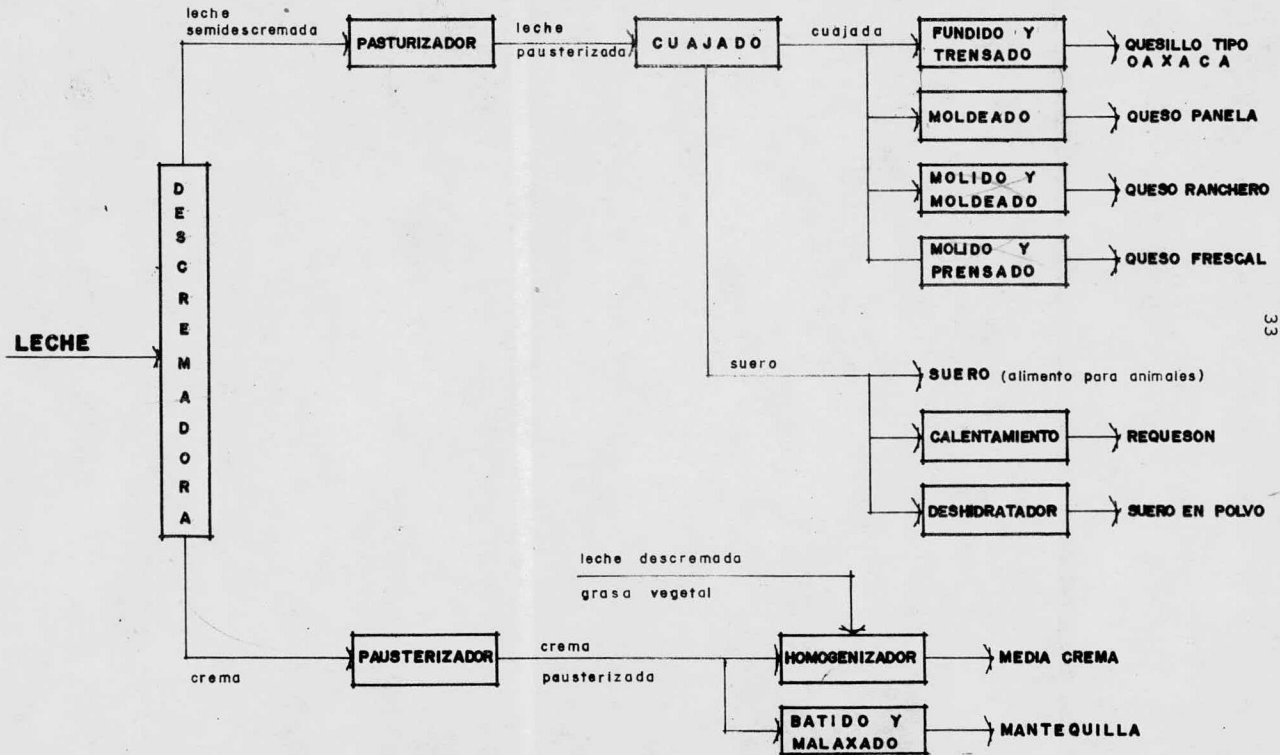 leche
semidescremada
PASTURIZADOR
leche
pausterizada
CUAJADO
cuajada
FUNDIDO Y
TRENSADO
QUESILLO TIPO
OAXACA
MOLDEADO
QUESO PANELA
MOLIDO Y
MOLDEADO
QUESO RANCHERO
MOLIDO Y
PRENSADO
QUESO FRESCAL
33
LECHE
DESCREMADORA
suero
SUERO (alimento para animales)
CALENTAMIENTO
REQUESON
DESHIDRATADOR
SUERO EN POLVO
leche descremada
grasa vegetal
crema
PAUSTERIZADOR
crema
pausterizada
HOMOGENIZADOR
MEDIA CREMA
BATIDO Y
MALAXADO
MANTEQUILLA